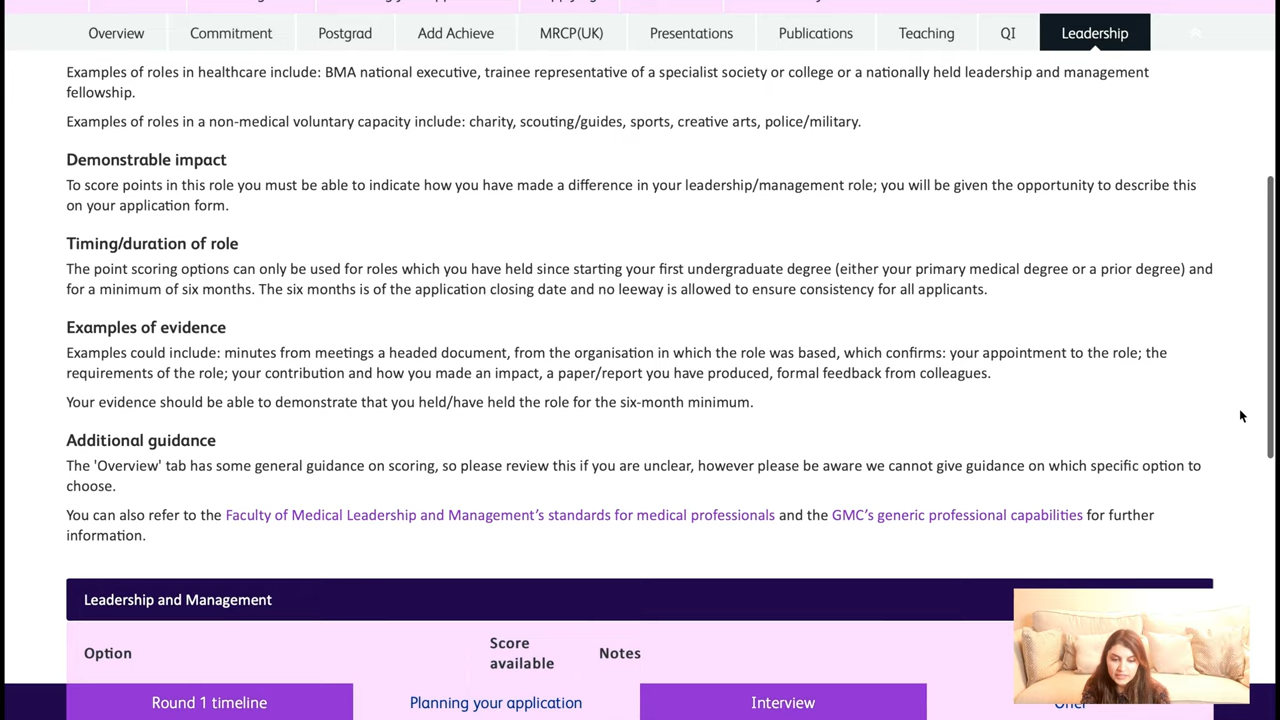 Overview Commitment Postgrad Add Achieve MRCP(UK) Presentations Publications Teaching QI Leadership
Examples of roles in healthcare include: BMA national executive, trainee representative of a specialist society or college or a nationally held leadership and management
fellowship.
Examples of roles in a non-medical voluntary capacity include: charity, scouting/guides, sports, creative arts, police/military.
Demonstrable impact
To score points in this role you must be able to indicate how you have made a difference in your leadership/management role; you will be given the opportunity to describe this
on your application form.
Timing/duration of role
The point scoring options can only be used for roles which you have held since starting your first undergraduate degree (either your primary medical degree or a prior degree) and
for a minimum of six months. The six months is of the application closing date and no leeway is allowed to ensure consistency for all applicants.
Examples of evidence
Examples could include: minutes from meetings a headed document, from the organisation in which the role was based, which confirms: your appointment to the role; the
requirements of the role; your contribution and how you made an impact, a paper/report you have produced, formal feedback from colleagues.
Your evidence should be able to demonstrate that you held/have held the role for the six-month minimum.
Additional guidance
The 'Overview' tab has some general guidance on scoring, so please review this if you are unclear, however please be aware we cannot give guidance on which specific option to
choose.
You can also refer to the Faculty of Medical Leadership and Management’s standards for medical professionals and the GMC’s generic professional capabilities for further
information.
Leadership and Management
Option Score available Notes
Round 1 timeline Planning your application Interview